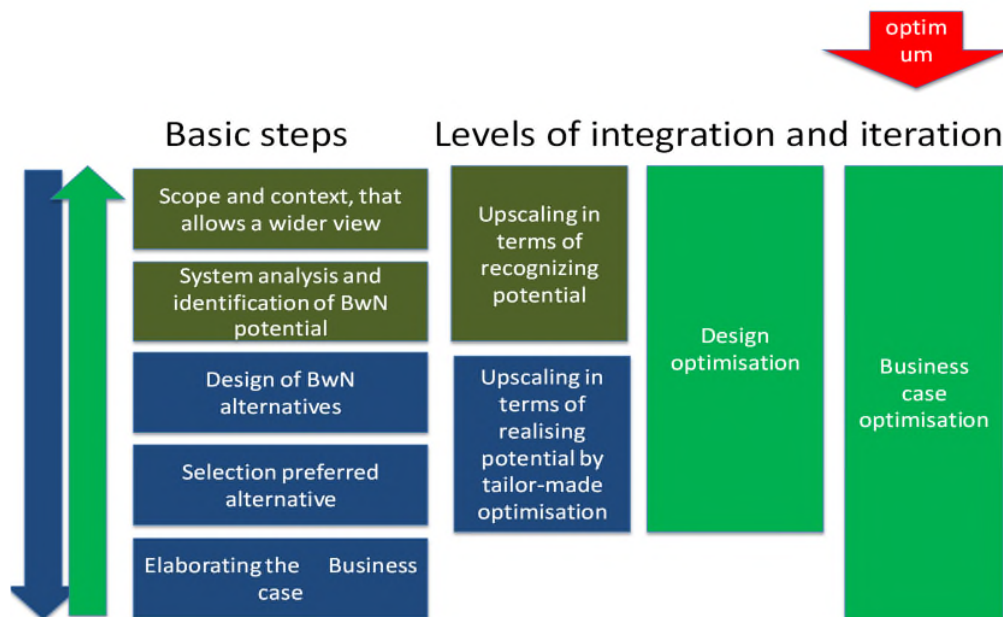 optim
um
Basic steps
Levels of integration and iteration
Scope and context, that
allows a wider view
System analysis and
identification of BwN
potential
Design of BwN
alternatives
Selection preferred
alternative
Elaborating the Business
case
Upscaling in
terms of
recognizing
potential
Upscaling in
terms of
realising
potential by
tailor-made
optimisation
Design
optimisation
Business
case
optimisation